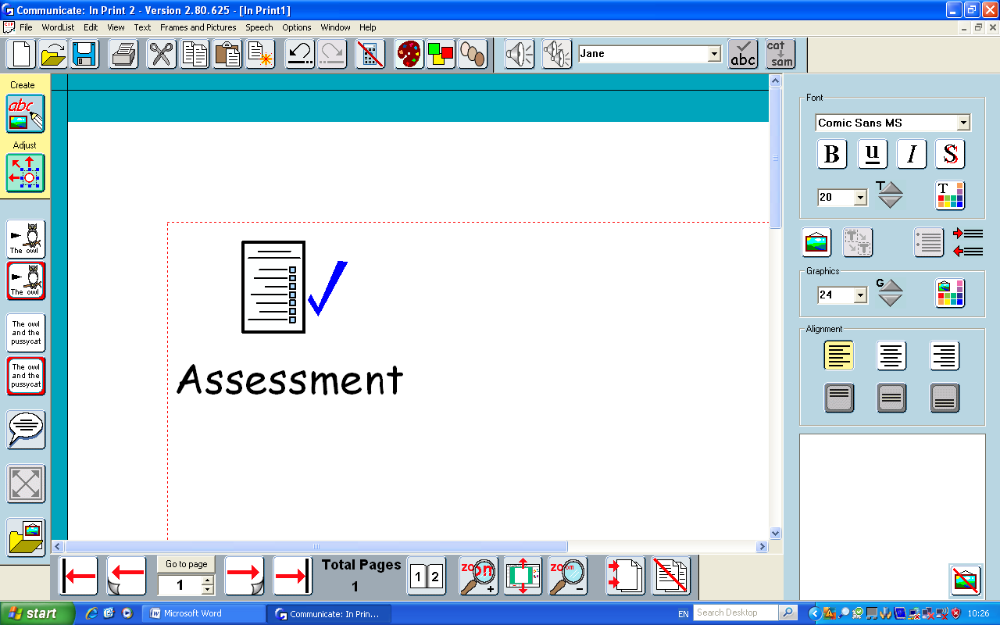 Communicate: In Print 2 - Version 2.80.625 - [In Print1]
File WordList Edit View Text Frames and Pictures Speech Options Window Help
Jane
abc
cat
sam
Create
abc
Adjust
The owl
The owl
The owl
and the
pussycat
The owl
and the
pussycat
Assessment
Font
Comic Sans MS
B u I S
20
T
T
Graphics
24
G
Alignment
Go to page
1
Total Pages
1
1 2
zoon
+
zoom
-
start
Microsoft Word
Communicate: In Prin...
EN
Search Desktop
10:26